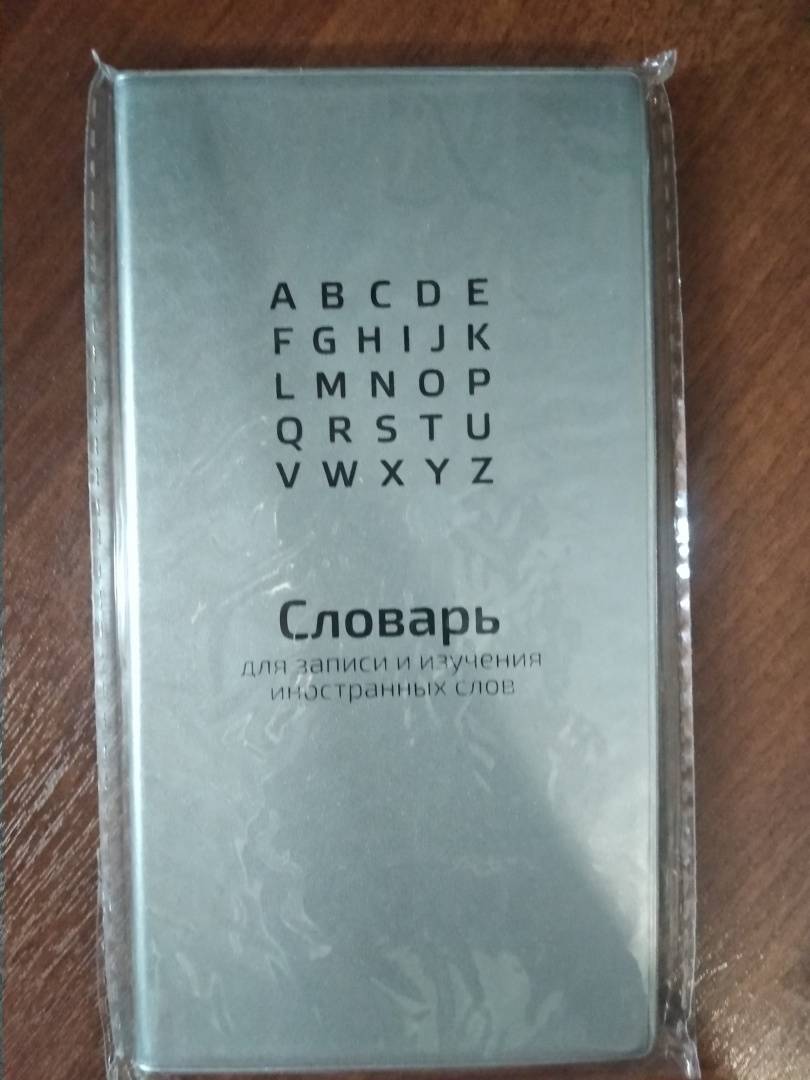 A B C D E
F G H I J K
L M N O P
Q R S T U
V W X Y Z
Словарь
для записи и изучения
иностранных слов